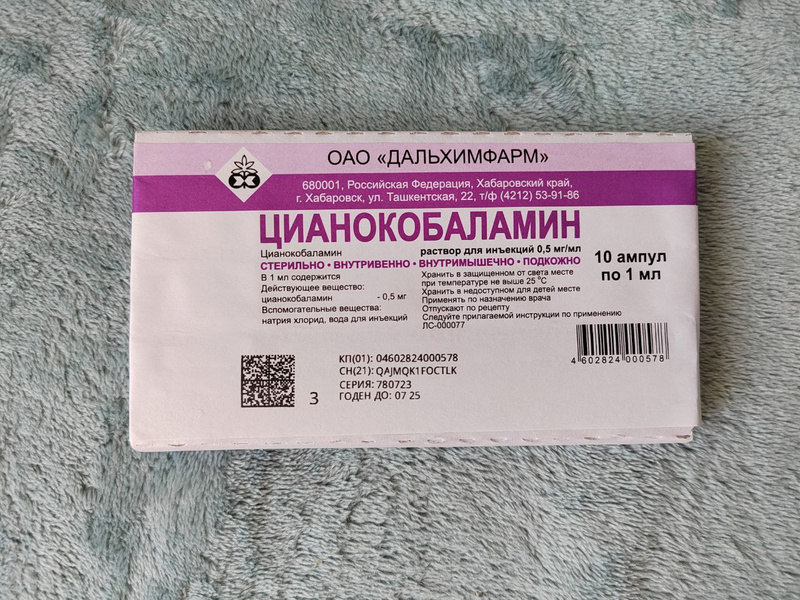 ОАО «ДАЛЬХИМФАРМ»
680001, Российская Федерация, Хабаровский край,
г. Хабаровск, ул. Ташкентская, 22, т/ф (4212) 53-91-86
ЦИАНОКОБАЛАМИН
Цианокобаламин
раствор для инъекций 0,5 мг/мл
СТЕРИЛЬНО • ВНУТРИВЕННО • ВНУТРИМЫШЕЧНО • ПОДКОЖНО
10 ампул
по 1 мл
В 1 мл содержится
Действующее вещество:
цианокобаламин - 0,5 мг
Вспомогательные вещества:
натрия хлорид, вода для инъекций
Хранить в защищенном от света месте
при температуре не выше 25 °С
Хранить в недоступном для детей месте
Применять по назначению врача
Отпускают по рецепту
Следуйте прилагаемой инструкции по применению
ЛС-000077
4 602824 000578
КП(01): 04602824000578
СН(21): QAJMQK1FOCTLK
СЕРИЯ: 780723
ГОДЕН ДО: 07 25
3